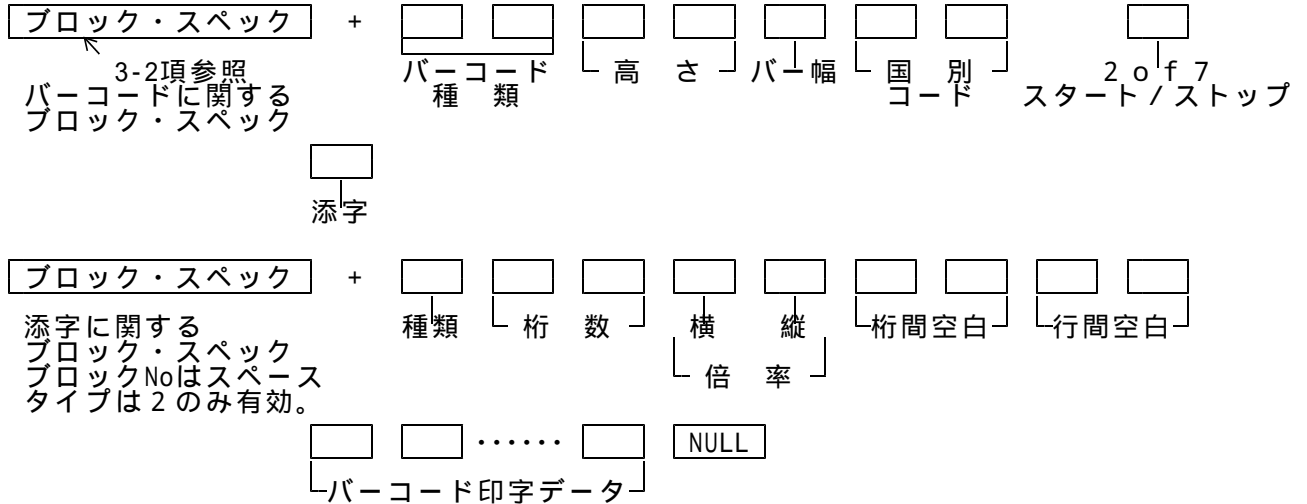 ブロック・スペック +
3-2項参照
バーコードに関する
ブロック・スペック
バーコード
種 類
高 さ
バー幅
国 別
コード
2 o f 7
スタート/ストップ
添字
ブロック・スペック +
添字に関する
ブロック・スペック
ブロックNoはスペース
タイプは2のみ有効。
種類
桁 数
横 縦
倍 率
桁間空白
行間空白
・・・・・・ NULL
バーコード印字データ